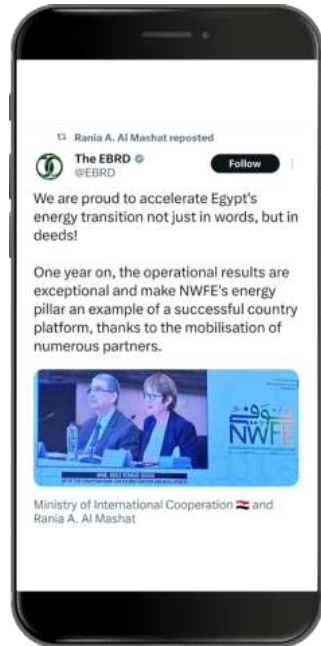 Rania A. Al Mashat reposted
The EBRD
@EBRD
Follow
We are proud to accelerate Egypt's
energy transition not just in words, but in
deeds!
One year on, the operational results are
exceptional and make NWFE's energy
pillar an example of a successful country
platform, thanks to the mobilisation of
numerous partners.
نُوَفِّي
NWFE
Ministry of International Cooperation 🇪🇬 and
Rania A. Al Mashat